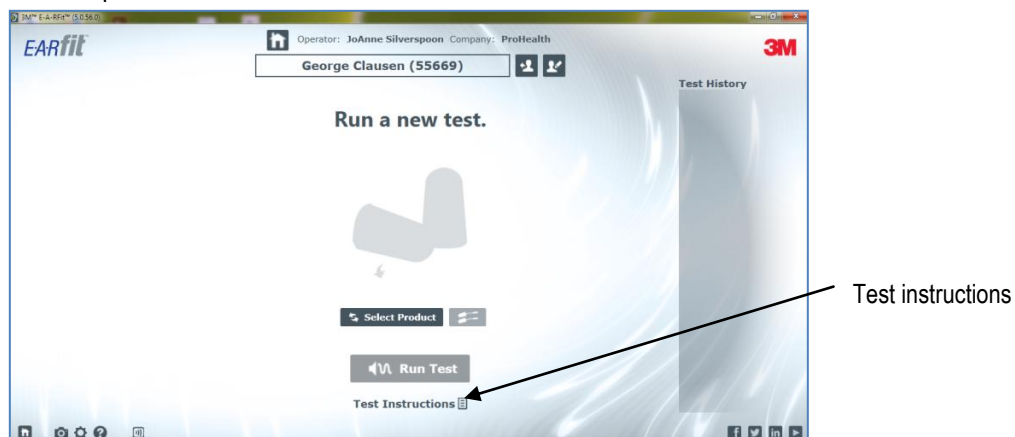 3M™ E-A-RFit™ (5.0.56.0)
EARfit
Operator: JoAnne Silverspoon Company: ProHealth
3M
George Clausen (55669)
Test History
Run a new test.
Test instructions
Select Product
Run Test
Test Instructions